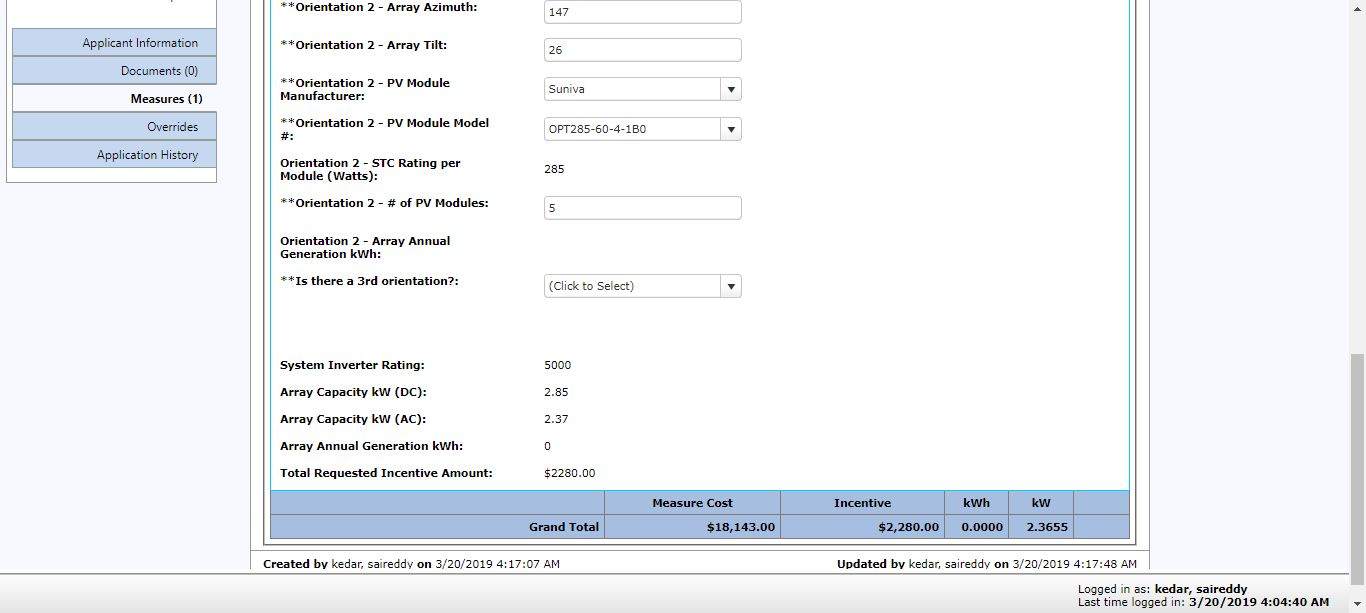 Applicant Information
Documents (0)
Measures (1)
Overrides
Application History
**Orientation 2 - Array Azimuth:
147
**Orientation 2 - Array Tilt:
26
**Orientation 2 - PV Module
Manufacturer:
Suniva
**Orientation 2 - PV Module Model
#:
OPT285-60-4-1B0
Orientation 2 - STC Rating per
Module (Watts):
285
**Orientation 2 - # of PV Modules:
5
Orientation 2 - Array Annual
Generation kWh:
**Is there a 3rd orientation?:
(Click to Select)
System Inverter Rating:
5000
Array Capacity kW (DC):
2.85
Array Capacity kW (AC):
2.37
Array Annual Generation kWh:
0
Total Requested Incentive Amount:
$2280.00
Measure Cost Incentive kWh kW
Grand Total $18,143.00 $2,280.00 0.0000 2.3655
Created by kedar, saireddy on 3/20/2019 4:17:07 AM
Updated by kedar, saireddy on 3/20/2019 4:17:48 AM
Logged in as: kedar, saireddy
Last time logged in: 3/20/2019 4:04:40 AM